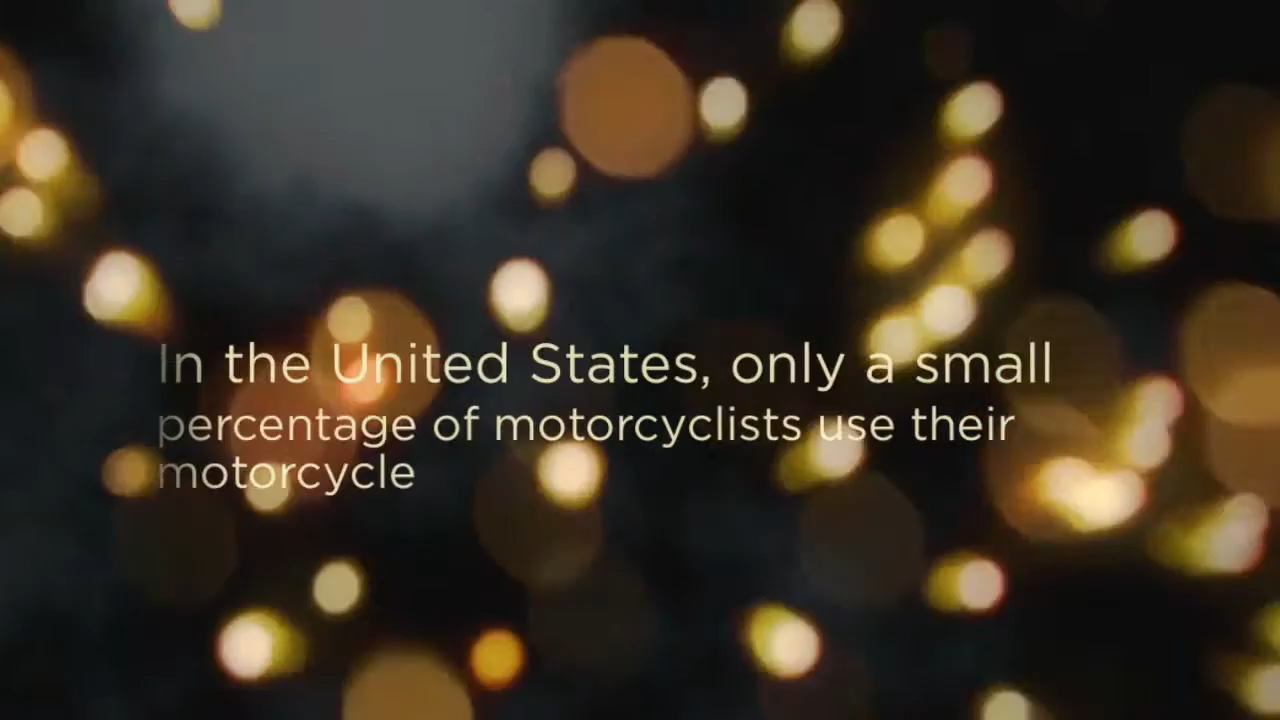 In the United States, only a small
percentage of motorcyclists use their
motorcycle